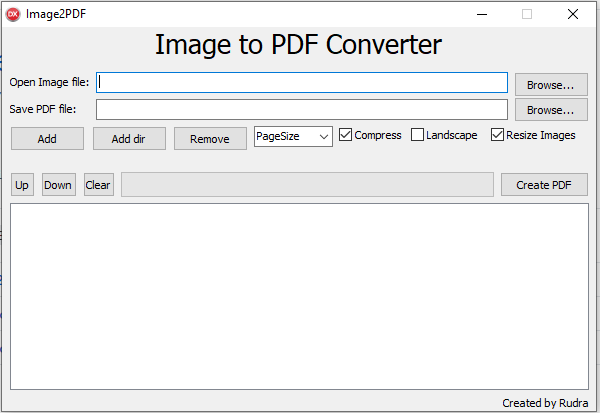 DX Image2PDF
Image to PDF Converter
Open Image file: Browse...
Save PDF file: Browse...
Add Add dir Remove PageSize Compress Landscape Resize Images
Up Down Clear Create PDF
Created by Rudra